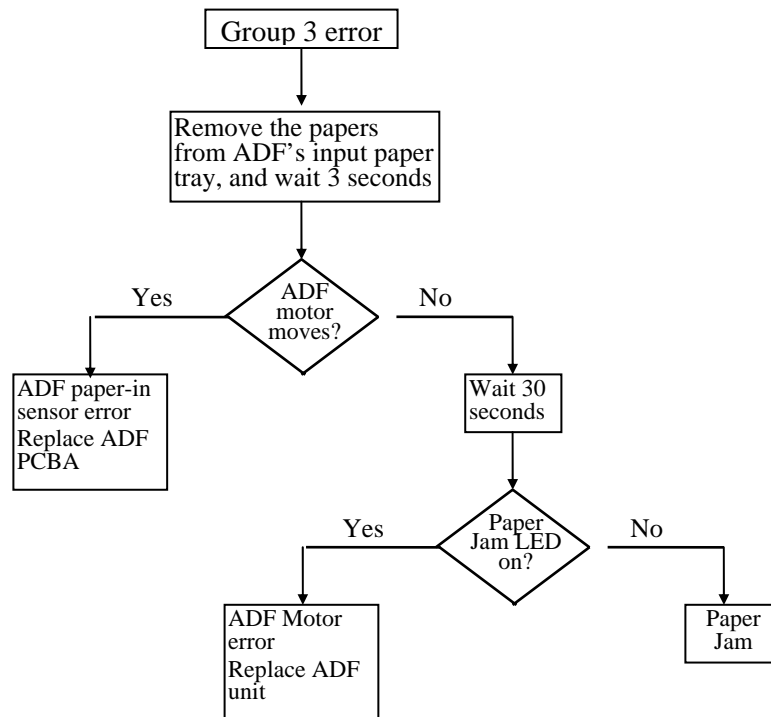 Group 3 error
Remove the papers
from ADF's input paper
tray, and wait 3 seconds
Yes
ADF
motor
moves?
No
ADF paper-in
sensor error
Replace ADF
PCBA
Wait 30
seconds
Yes
Paper
Jam LED
on?
No
ADF Motor
error
Replace ADF
unit
Paper
Jam